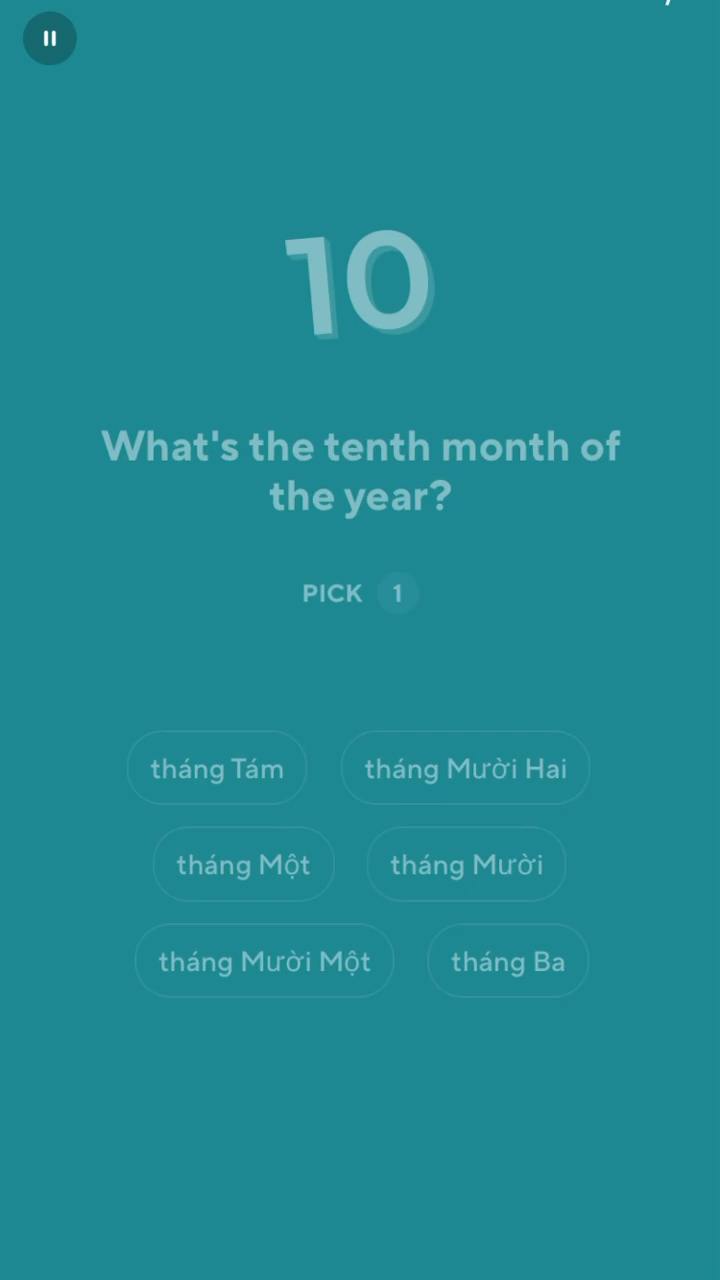 10
What's the tenth month of
the year?
PICK 1
tháng Tám
tháng Mười Hai
tháng Một
tháng Mười
tháng Mười Một
tháng Ba